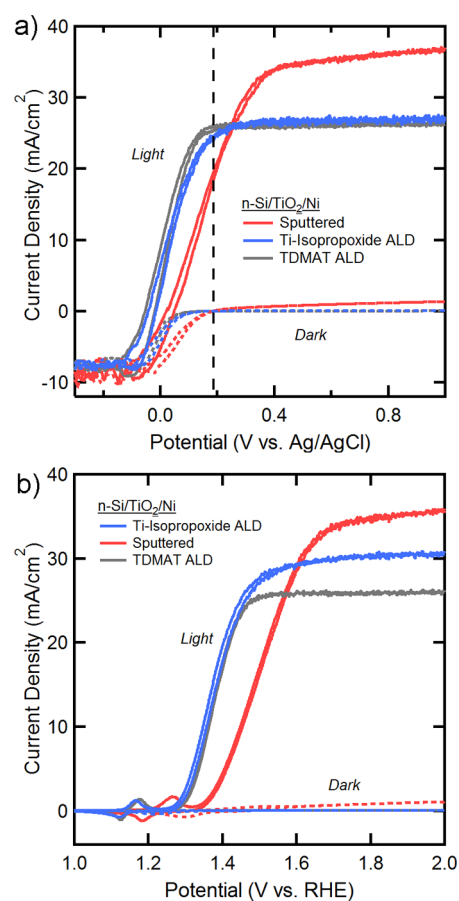 a)
40
30
20
10
0
-10
Current Density (mA/cm²)
Light
n-Si/TiO₂/Ni
Sputtered
Ti-Isopropoxide ALD
TDMAT ALD
Dark
0.0 0.4 0.8
Potential (V vs. Ag/AgCl)
b)
40
30
20
10
0
Current Density (mA/cm²)
n-Si/TiO₂/Ni
Ti-Isopropoxide ALD
Sputtered
TDMAT ALD
Light
Dark
1.0 1.2 1.4 1.6 1.8 2.0
Potential (V vs. RHE)